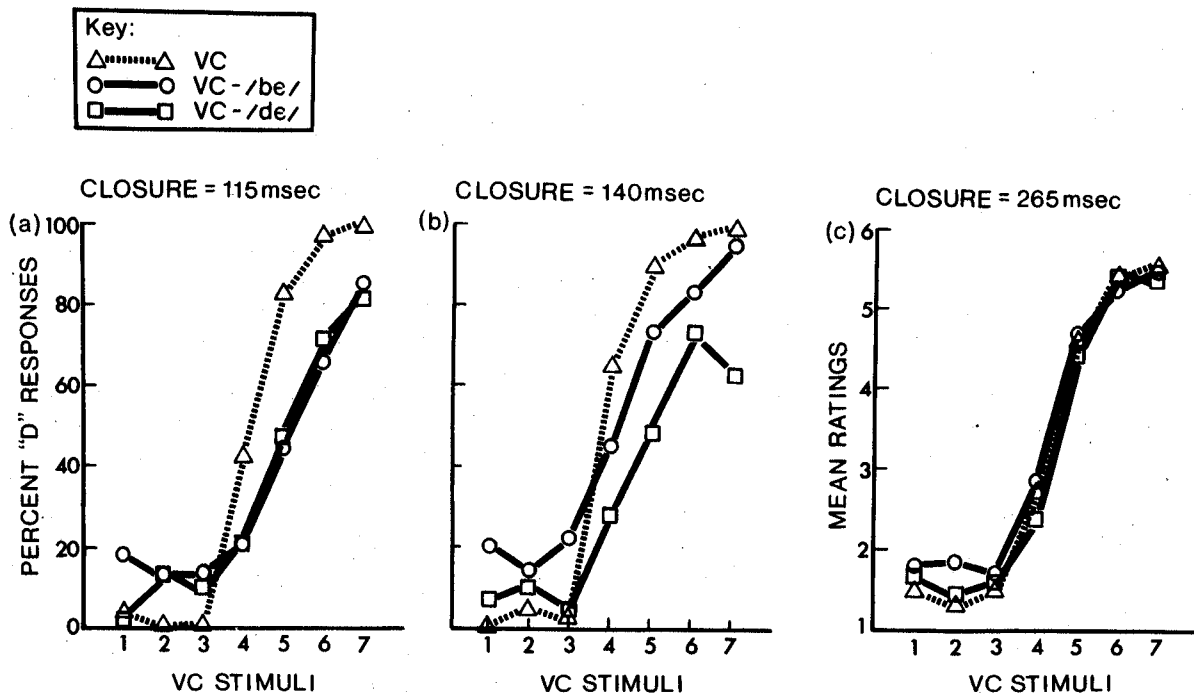 Key:
VC
VC-/bɛ/
VC-/dɛ/
CLOSURE = 115 msec
CLOSURE = 140 msec
CLOSURE = 265 msec
(a)
100
80
60
40
20
0
PERCENT "D" RESPONSES
1 2 3 4 5 6 7
VC STIMULI
(b)
1 2 3 4 5 6 7
VC STIMULI
(c)
6
5
4
3
2
1
MEAN RATINGS
1 2 3 4 5 6 7
VC STIMULI